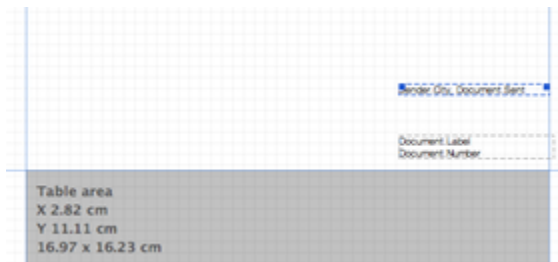 Sender City, Document Sent
Document Label
Document Number
Table area
X 2.82 cm
Y 11.11 cm
16.97 x 16.23 cm